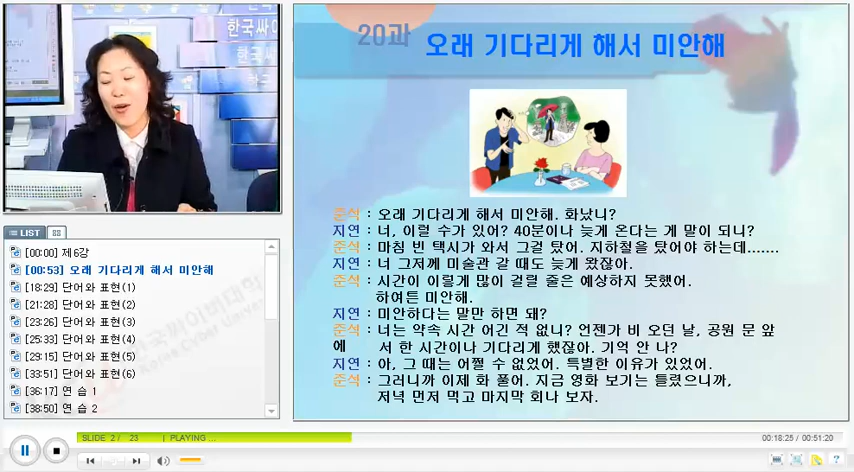 한국싸이
20과 오래 기다리게 해서 미안해
준석 : 오래 기다리게 해서 미안해. 화났니?
지연 : 너, 이럴 수가 있어? 40분이나 늦게 온다는 게 말이 되니?
준석 : 마침 빈 택시가 와서 그걸 탔어. 지하철을 탔어야 하는데.......
지연 : 너 그저께 미술관 갈 때도 늦게 왔잖아.
준석 : 시간이 이렇게 많이 걸릴 줄은 예상하지 못했어.
하여튼 미안해.
지연 : 미안하다는 말만 하면 돼?
준석 : 너는 약속 시간 어긴 적 없니? 언젠가 비 오던 날, 공원 문 앞
에 서 한 시간이나 기다리게 했잖아. 기억 안 나?
지연 : 아, 그 때는 어쩔 수 없었어. 특별한 이유가 있었어.
준석 : 그러니까 이제 화 풀어. 지금 영화 보기는 틀렸으니까,
저녁 먼저 먹고 마지막 회나 보자.
LIST
[00:00] 제6강
[00:53] 오래 기다리게 해서 미안해
[18:29] 단어와 표현(1)
[21:28] 단어와 표현(2)
[23:26] 단어와 표현(3)
[25:33] 단어와 표현(4)
[29:15] 단어와 표현(5)
[33:51] 단어와 표현(6)
[36:17] 연 습 1
[38:50] 연 습 2
SLIDE 2 / 23 | PLAYING ...
00:18:25 / 00:51:20